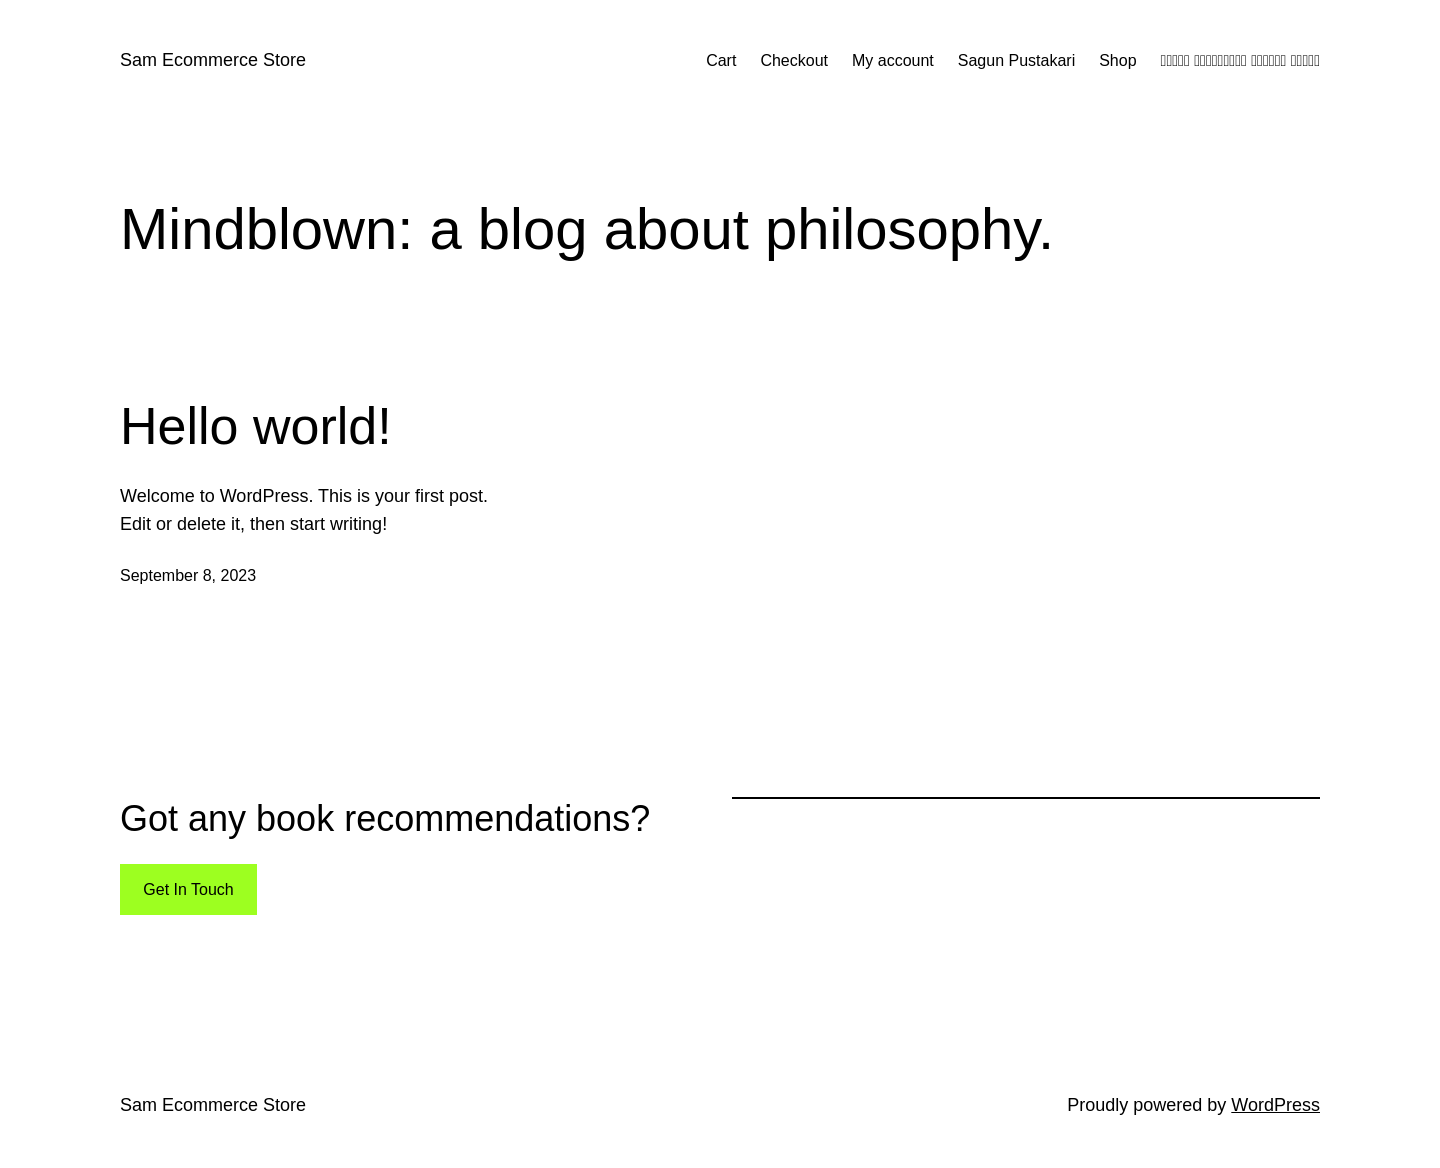 Sam Ecommerce Store
Cart Checkout My account Sagun Pustakari Shop
Mindblown: a blog about philosophy.
Hello world!
Welcome to WordPress. This is your first post.
Edit or delete it, then start writing!
September 8, 2023
Got any book recommendations?
Get In Touch
Sam Ecommerce Store
Proudly powered by WordPress